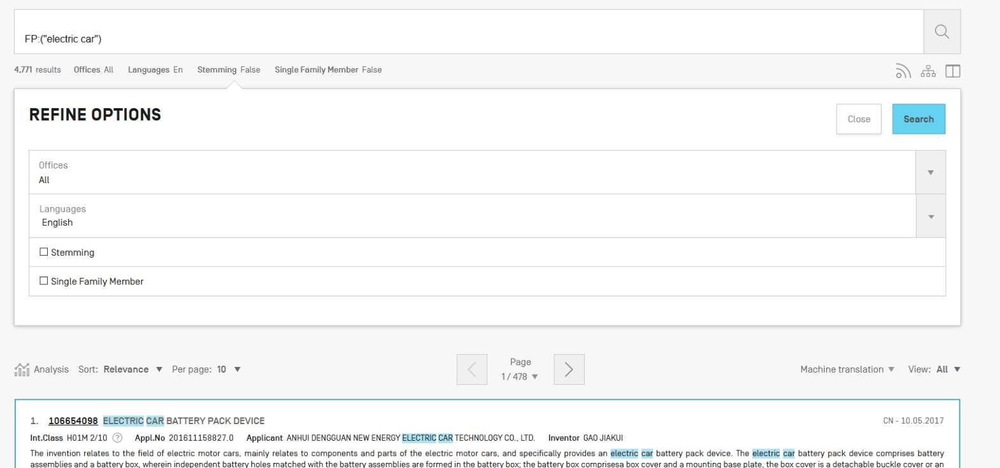 FP:("electric car")
4,771 results Offices All Languages En Stemming False Single Family Member False
REFINE OPTIONS
Close Search
Offices
All
Languages
English
Stemming
Single Family Member
Analysis Sort: Relevance Per page: 10 Page 1 / 478 Machine translation View: All
1. 106654098 ELECTRIC CAR BATTERY PACK DEVICE CN - 10.05.2017
Int.Class H01M 2/10 ? Appl.No 201611158827.0 Applicant ANHUI DENGGUAN NEW ENERGY ELECTRIC CAR TECHNOLOGY CO., LTD. Inventor GAO JIAKUI
The invention relates to the field of electric motor cars, mainly relates to components and parts of the electric motor cars, and specifically provides an electric car battery pack device. The electric car battery pack device comprises battery
assemblies and a battery box, wherein independent battery holes matched with the battery assemblies are formed in the battery box; the battery box comprisesa box cover and a mounting base plate, the box cover is a detachable buckle cover or an